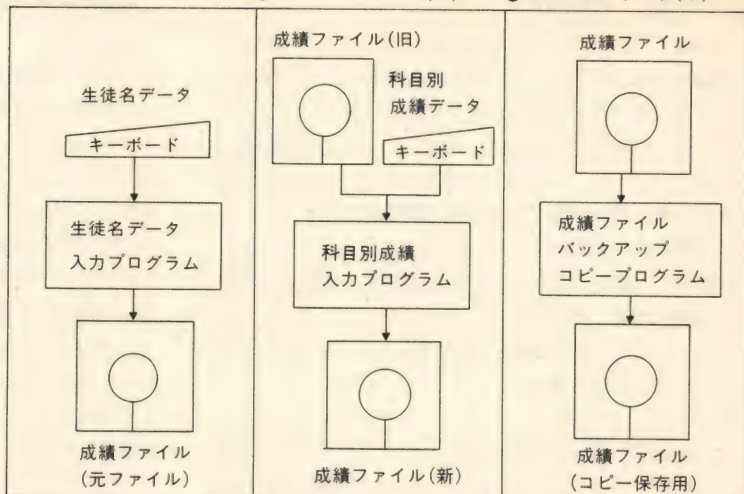 生徒名データ
キーボード
生徒名データ
入力プログラム
成績ファイル
(元ファイル)
成績ファイル(旧)
科目別
成績データ
キーボード
科目別成績
入力プログラム
成績ファイル(新)
成績ファイル
成績ファイル
バックアップ
コピープログラム
成績ファイル
(コピー保存用)